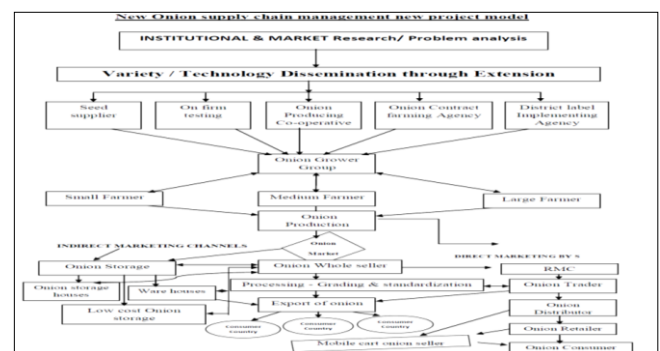 New Onion supply chain management new project model
INSTITUTIONAL & MARKET Research/ Problem analysis
Variety / Technology Dissemination through Extension
Seed
supplier
On firm
testing
Onion
Producing
Co-operative
Onion Contract
farming Agency
District label
Implementing
Agency
Onion Grower
Group
Small Farmer
Medium Farmer
Large Farmer
Onion
Production
INDIRECT MARKETING CHANNELS
Onion
Market
DIRECT MARKETING BY S
Onion Storage
Onion Whole seller
RMC
Onion storage
houses
Ware houses
Processing - Grading & standardization
Onion Trader
Low cost Onion
storage
Export of onion
Onion
Distributor
Consumer
Country
Consumer
Country
Consumer
Country
Onion Retailer
Mobile cart onion seller
Onion Consumer